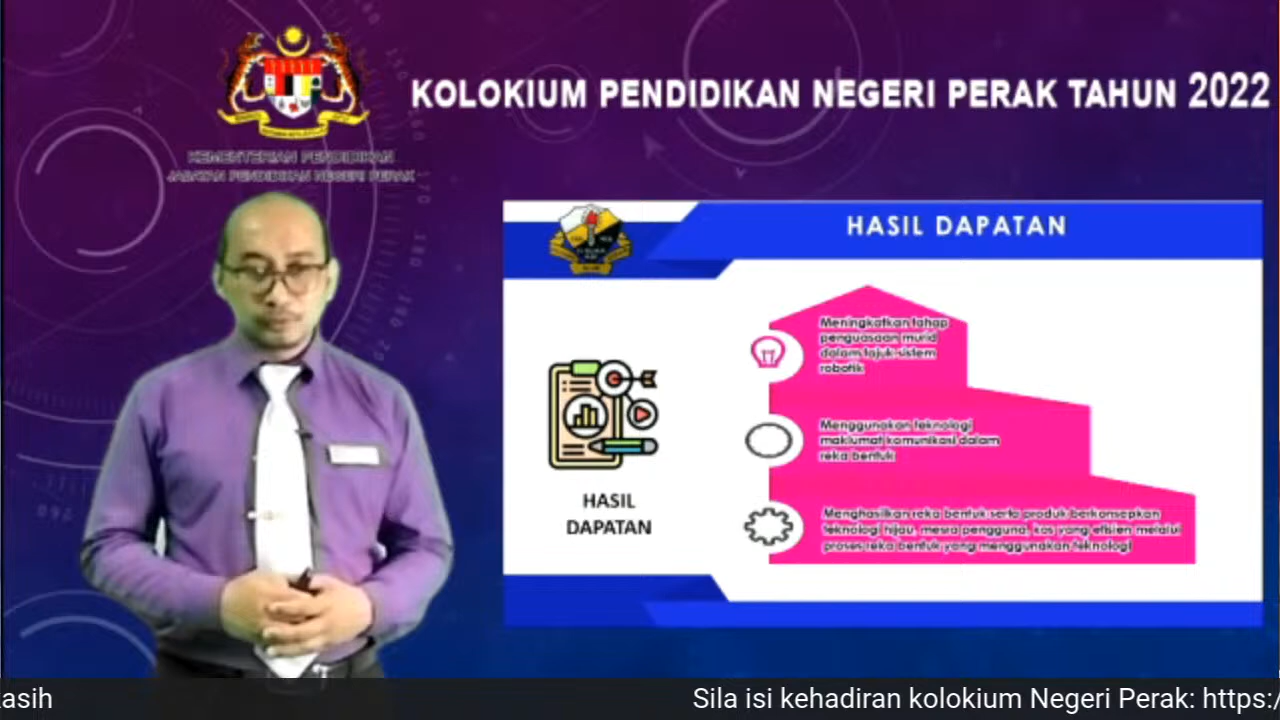 KOLOKIUM PENDIDIKAN NEGERI PERAK TAHUN 2022
KEMENTERIAN PENDIDIKAN
JABATAN PENDIDIKAN NEGERI PERAK
HASIL DAPATAN
Meningkatkan tahap
penguasaan murid
dalam tajuk sistem
robotik
Menggunakan teknologi
maklumat komunikasi dalam
reka bentuk
HASIL
DAPATAN
Menghasilkan reka bentuk serta produk berkonsepkan
teknologi hijau, mesra pengguna, kos yang efisien melalui
proses reka bentuk yang menggunakan teknologi
asih
Sila isi kehadiran kolokium Negeri Perak: https:/